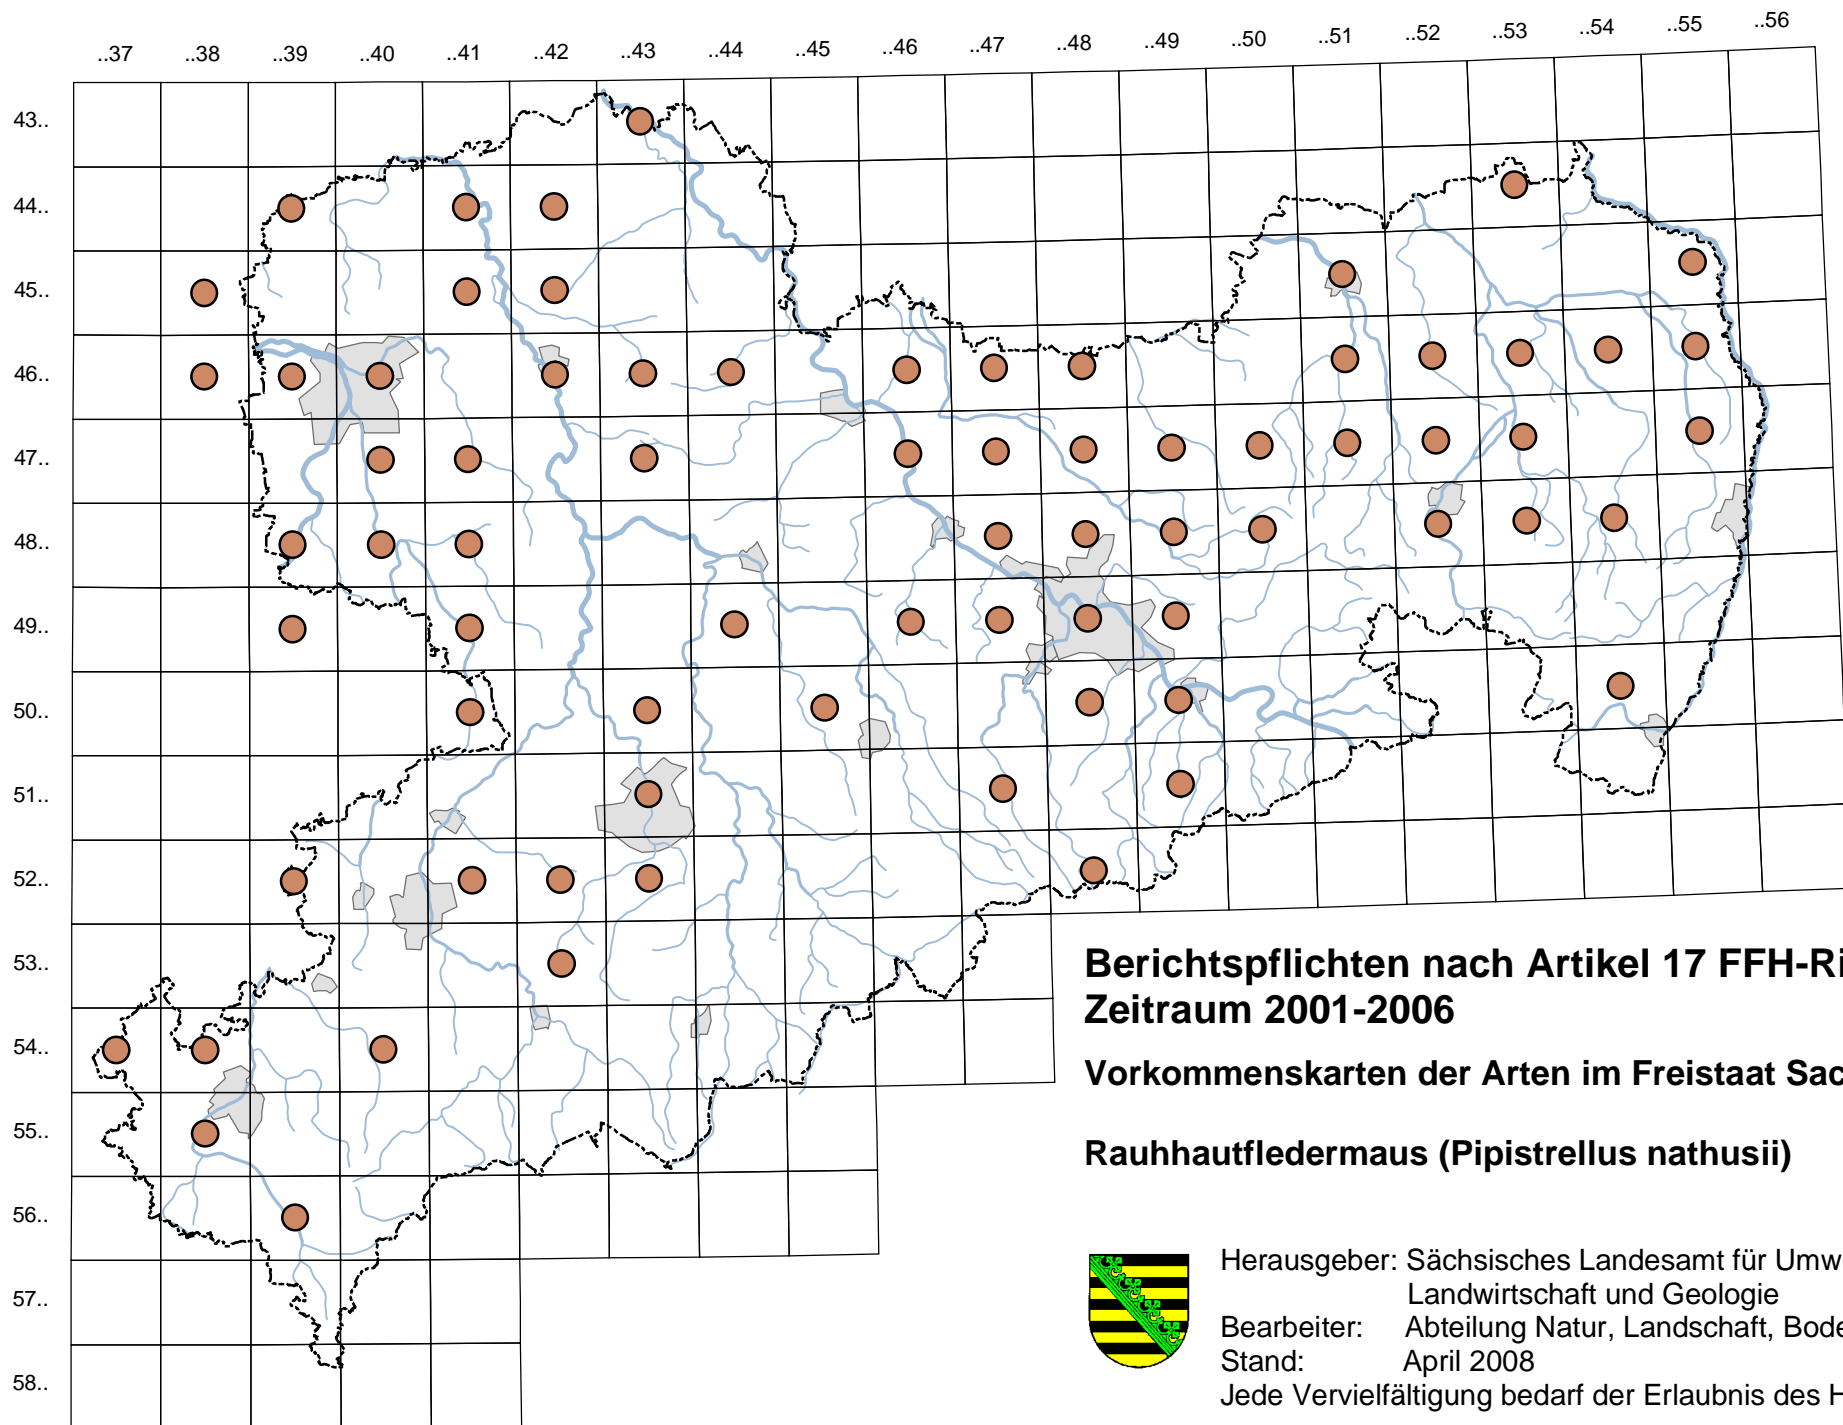 ..37 ..38 ..39 ..40 ..41 ..42 ..43 ..44 ..45 ..46 ..47 ..48 ..49 ..50 ..51 ..52 ..53 ..54 ..55 ..56
43..
44..
45..
46..
47..
48..
49..
50..
51..
52..
53..
54..
55..
56..
57..
58..
Berichtspflichten nach Artikel 17 FFH-Ri
Zeitraum 2001-2006
Vorkommenskarten der Arten im Freistaat Sac
Rauhhautfledermaus (Pipistrellus nathusii)
Herausgeber: Sächsisches Landesamt für Umw
Landwirtschaft und Geologie
Bearbeiter: Abteilung Natur, Landschaft, Bode
Stand: April 2008
Jede Vervielfältigung bedarf der Erlaubnis des H